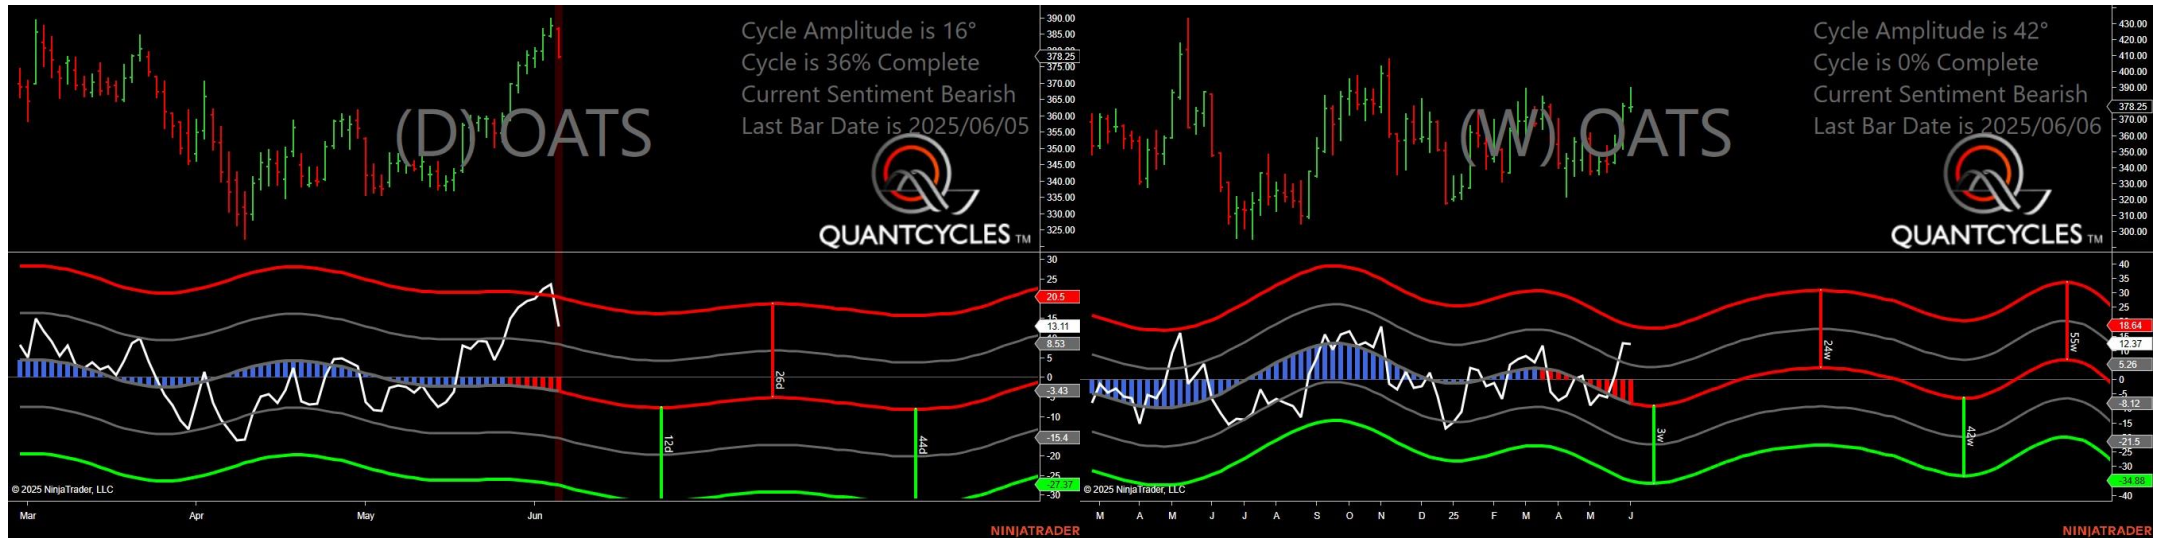 Cycle Amplitude is 16°
Cycle is 36% Complete
Current Sentiment Bearish
Last Bar Date is 2025/06/05
(D) OATS
QUANTCYCLES TM
390.00
385.00
378.25
375.00
370.00
365.00
360.00
355.00
350.00
345.00
340.00
335.00
330.00
325.00
30
25
20.5
15
13.11
8.53
5
0
-3.43
-10
-15.4
-20
-25
-27.37
-30
26d
12d
44d
© 2025 NinjaTrader, LLC
Mar
Apr
May
Jun
NINJATRADER
Cycle Amplitude is 42°
Cycle is 0% Complete
Current Sentiment Bearish
Last Bar Date is 2025/06/06
(W) OATS
QUANTCYCLES TM
430.00
420.00
410.00
400.00
390.00
378.25
370.00
360.00
350.00
340.00
330.00
320.00
310.00
300.00
40
35
30
25
18.64
12.37
10
5.26
0
-5
-8.12
-15
-21.5
-25
-30
-34.88
-40
24w
55w
3w
42w
© 2025 NinjaTrader, LLC
M A M J J A S O N D 25 F M A M J
NINJATRADER